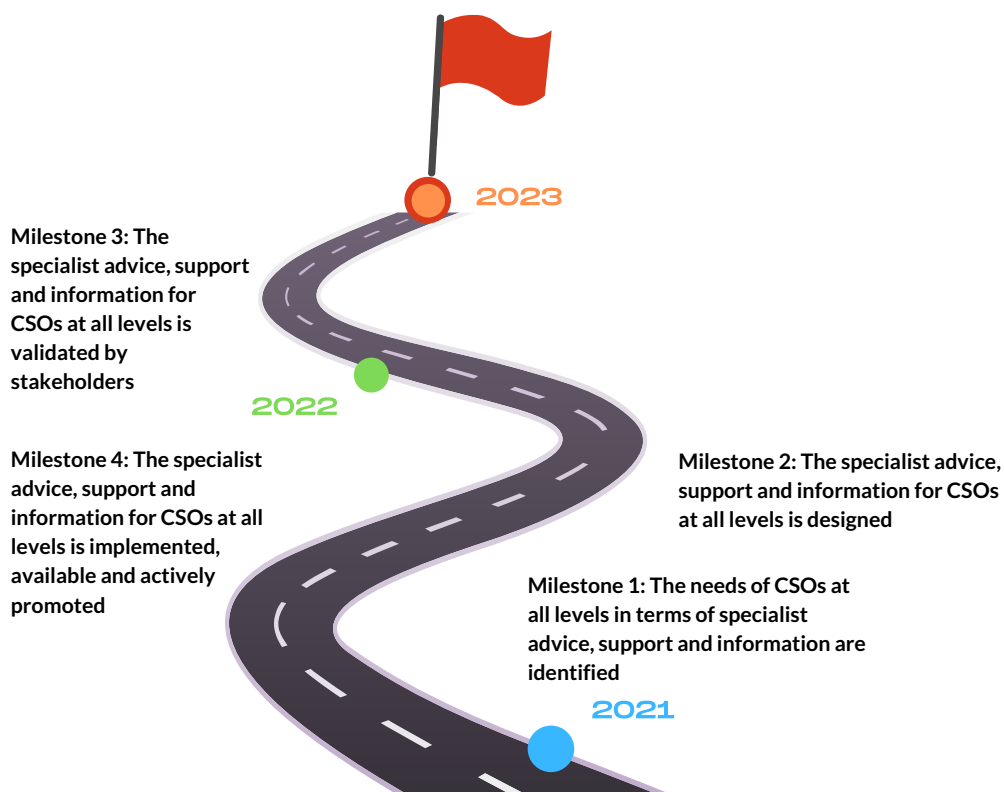 2023
Milestone 3: The
specialist advice, support
and information for
CSOs at all levels is
validated by
stakeholders
2022
Milestone 4: The specialist
advice, support and
information for CSOs at all
levels is implemented,
available and actively
promoted
Milestone 2: The specialist advice,
support and information for CSOs
at all levels is designed
Milestone 1: The needs of CSOs at
all levels in terms of specialist
advice, support and information are
identified
2021